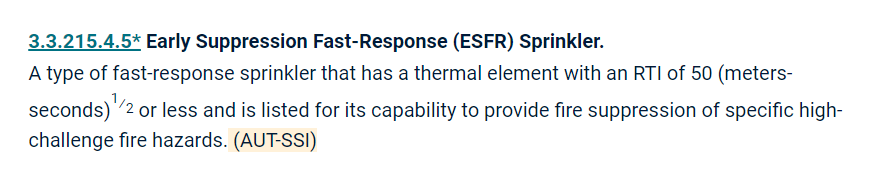 3.3.215.4.5* Early Suppression Fast-Response (ESFR) Sprinkler.
A type of fast-response sprinkler that has a thermal element with an RTI of 50 (meters-
seconds)¹/² or less and is listed for its capability to provide fire suppression of specific high-
challenge fire hazards. (AUT-SSI)